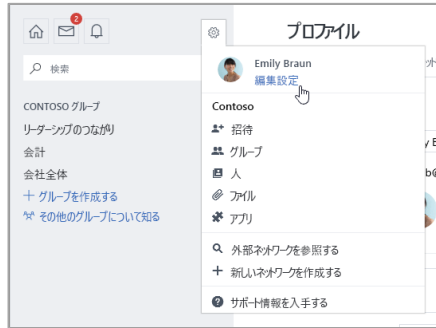 2
プロファイル
検索
Emily Braun
編集設定
CONTOSO グループ
リーダーシップのつながり
会計
会社全体
グループを作成する
その他のグループについて知る
Contoso
招待
グループ
人
ファイル
アプリ
外部ネットワークを参照する
新しいネットワークを作成する
サポート情報を入手する